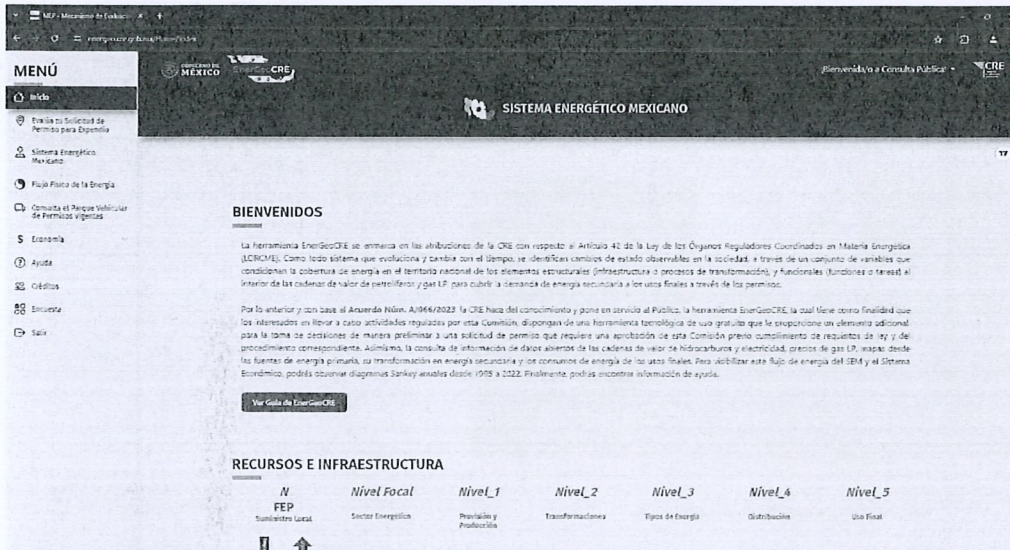 MENÚ
Inicio
Evalúa tu Solicitud de
Permiso para Expendio
Sistema Energético
Mexicano
Flujo Físico de la Energía
Consulta el Parque Vehicular
de Permisos Vigentes
$ Economía
Ayuda
Créditos
Encuesta
Salir
GOBIERNO DE
MÉXICO
EnerGeoCRE
¡Bienvenida/o a Consulta Pública!
CRE
SISTEMA ENERGÉTICO MEXICANO
BIENVENIDOS
La herramienta EnerGeoCRE se enmarca en las atribuciones de la CRE con respecto al Artículo 42 de la Ley de los Órganos Reguladores Coordinados en Materia Energética
(LORCME). Como todo sistema que evoluciona y cambia con el tiempo, se identifican cambios de estado observables en la sociedad, a través de un conjunto de variables que
condicionan la cobertura de energía en el territorio nacional de los elementos estructurales (infraestructura o procesos de transformación), y funcionales (funciones o tareas) al
interior de las cadenas de valor de petrolíferos y gas LP, para cubrir la demanda de energía secundaria a los usos finales a través de los permisos.
Por lo anterior y con base al Acuerdo Núm. A/066/2023, la CRE hace del conocimiento y pone en servicio al Público, la herramienta EnerGeoCRE, la cual tiene como finalidad que
los interesados en llevar a cabo actividades reguladas por esta Comisión, dispongan de una herramienta tecnológica de uso gratuito que le proporcione un elemento adicional
para la toma de decisiones de manera preliminar a una solicitud de permiso que requiere una aprobación de esta Comisión previo cumplimiento de requisitos de ley y del
procedimiento correspondiente. Asimismo, la consulta de información de datos abiertos de las cadenas de valor de hidrocarburos y electricidad, precios de gas LP, mapas desde
las fuentes de energía primaria, su transformación en energía secundaria y los consumos de energía de los usos finales. Para visibilizar este flujo de energía del SEM y el Sistema
Económico, podrás observar diagramas Sankey anuales desde 1995 a 2022. Finalmente, podrás encontrar información de ayuda.
Ver Guía de EnerGeoCRE
RECURSOS E INFRAESTRUCTURA
N Nivel Focal Nivel_1 Nivel_2 Nivel_3 Nivel_4 Nivel_5
FEP
Suministro Local Sector Energético Provisión y Transformaciones Tipos de Energía Distribución Uso Final
Producción